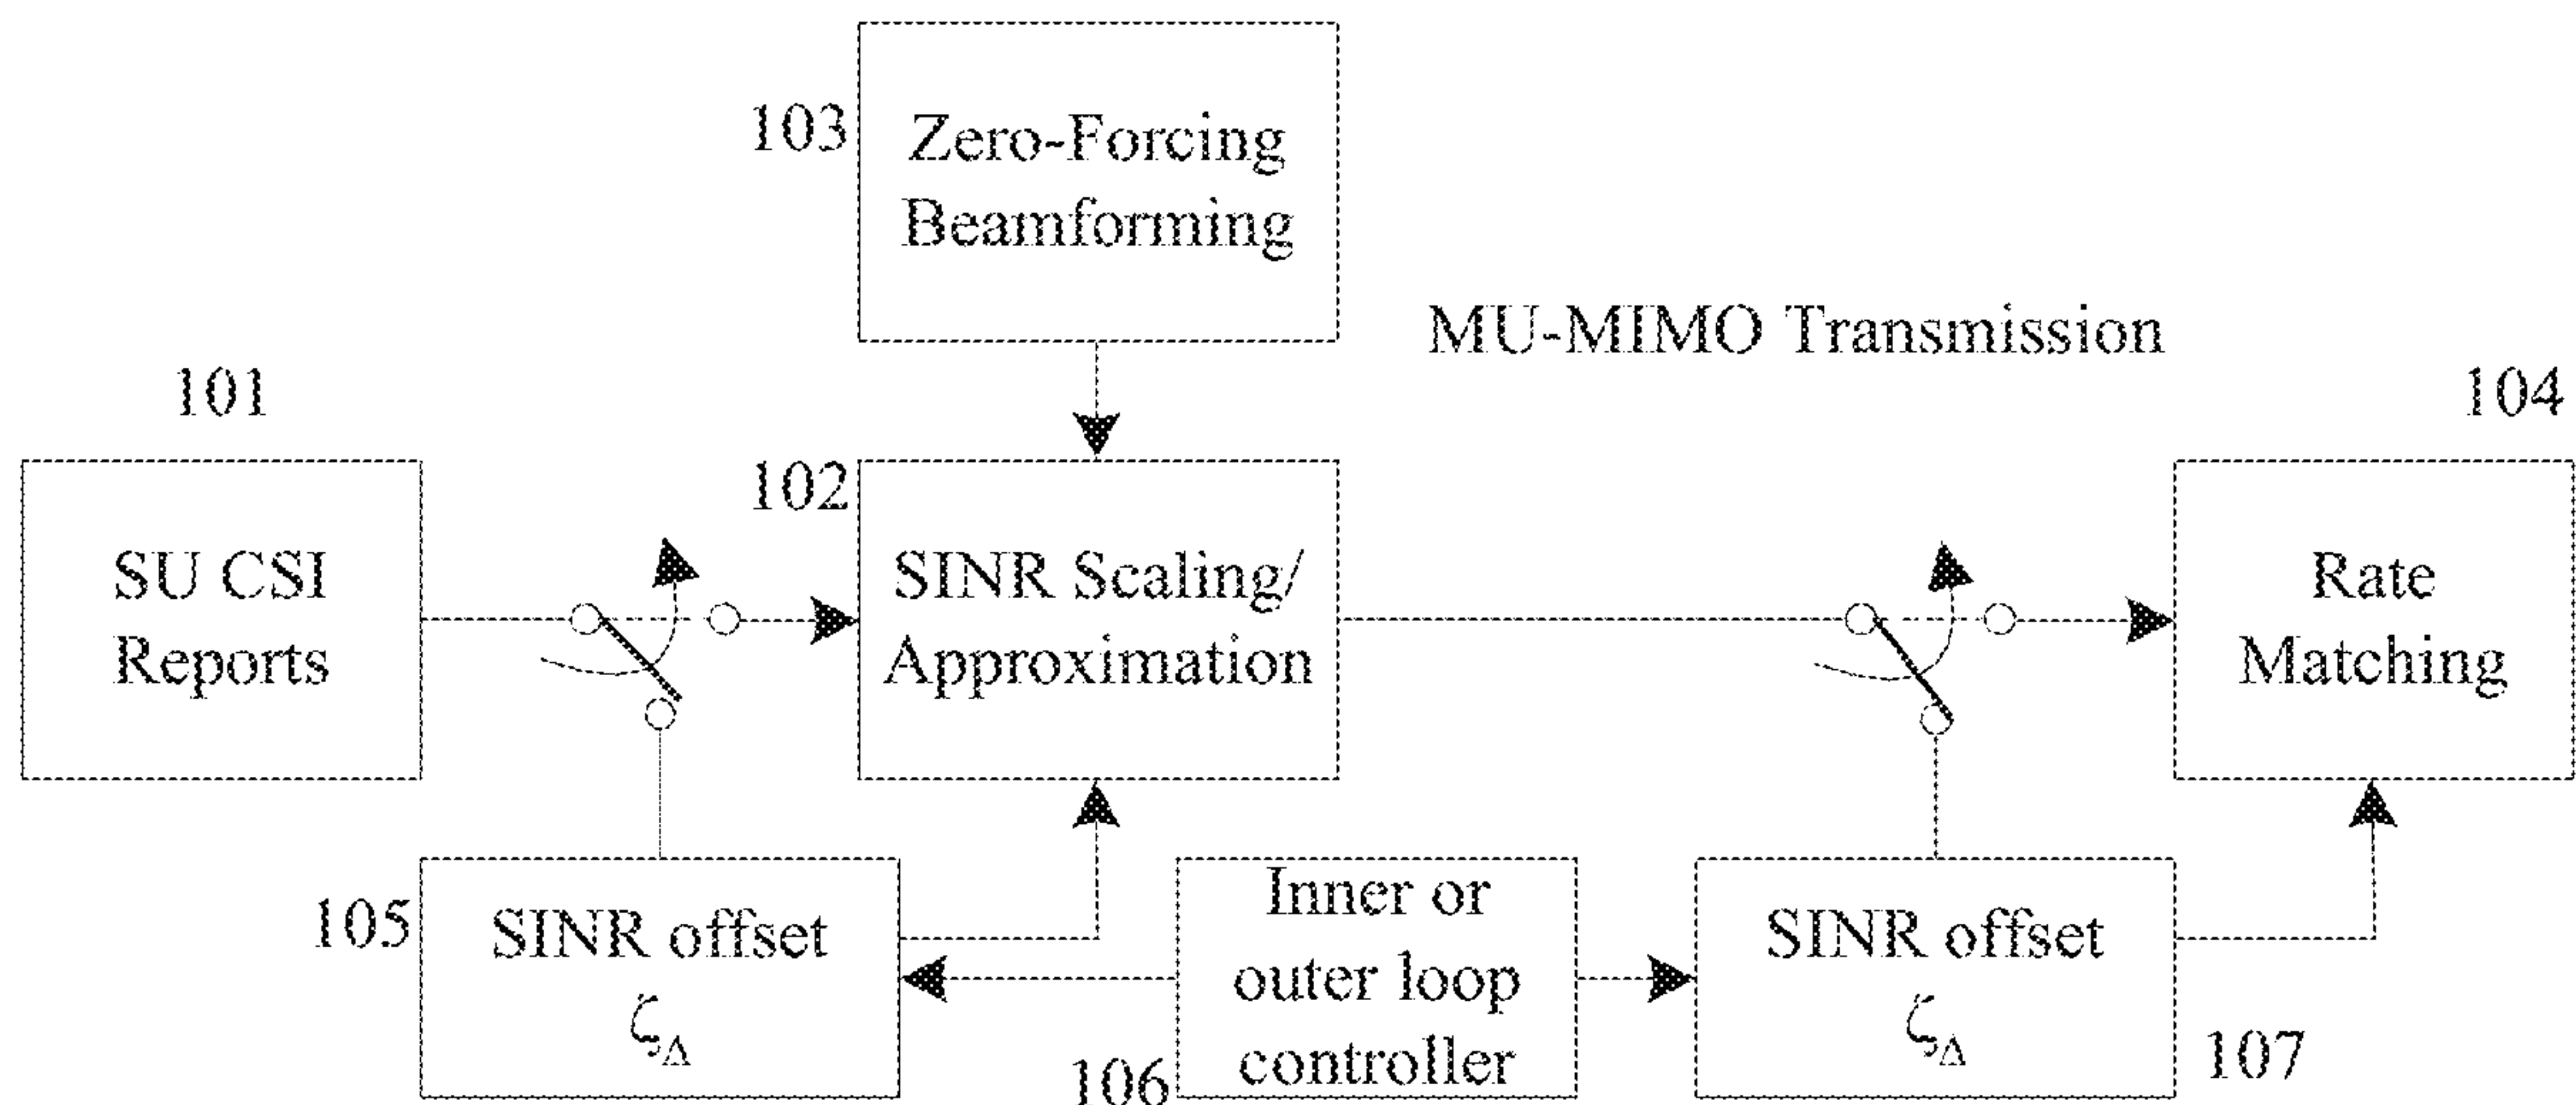 103
Zero-Forcing
Beamforming
MU-MIMO Transmission
101
104
102
SU CSI
Reports
SINR Scaling/
Approximation
Rate
Matching
105
SINR offset
ζΔ
Inner or
outer loop
controller
106
SINR offset
ζΔ
107